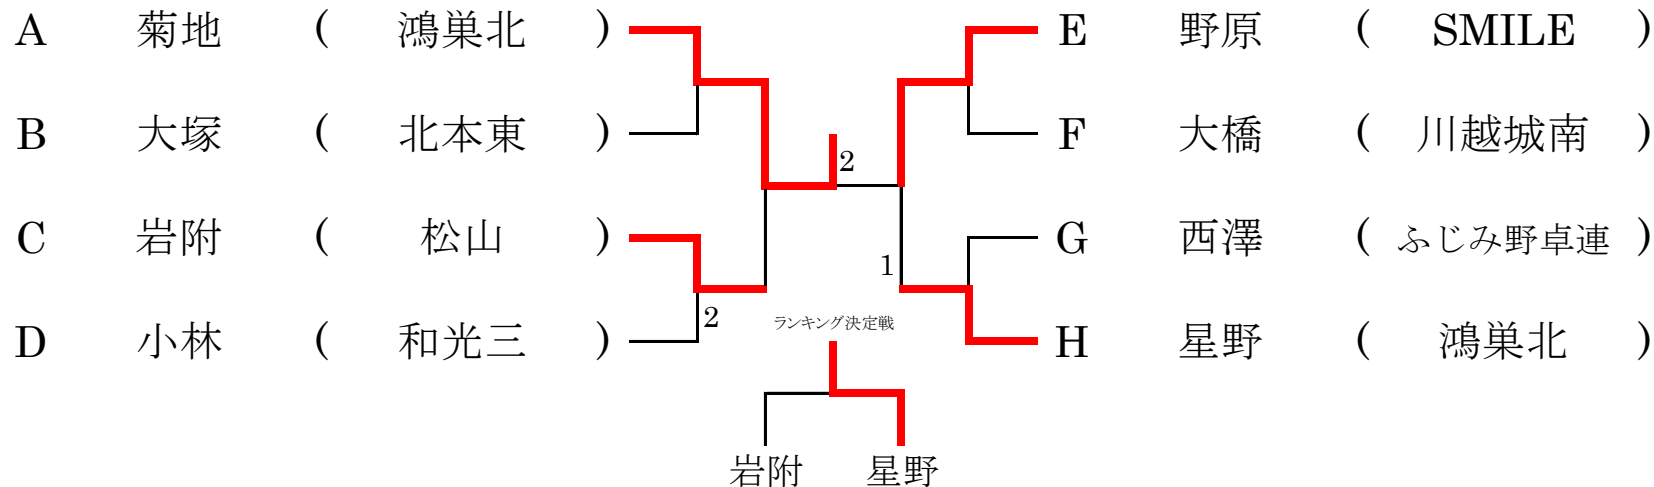 A 菊地 ( 鴻巣北 ) E 野原 ( SMILE )
B 大塚 ( 北本東 ) F 大橋 ( 川越城南 )
2
C 岩附 ( 松山 ) G 西澤 ( ふじみ野卓連 )
1
2 ランキング決定戦
D 小林 ( 和光三 ) H 星野 ( 鴻巣北 )
岩附 星野